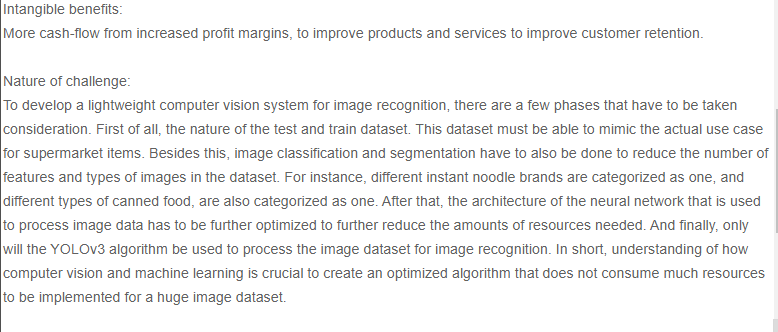 Intangible benefits:
More cash-flow from increased profit margins, to improve products and services to improve customer retention.
Nature of challenge:
To develop a lightweight computer vision system for image recognition, there are a few phases that have to be taken
consideration. First of all, the nature of the test and train dataset. This dataset must be able to mimic the actual use case
for supermarket items. Besides this, image classification and segmentation have to also be done to reduce the number of
features and types of images in the dataset. For instance, different instant noodle brands are categorized as one, and
different types of canned food, are also categorized as one. After that, the architecture of the neural network that is used
to process image data has to be further optimized to further reduce the amounts of resources needed. And finally, only
will the YOLOv3 algorithm be used to process the image dataset for image recognition. In short, understanding of how
computer vision and machine learning is crucial to create an optimized algorithm that does not consume much resources
to be implemented for a huge image dataset.